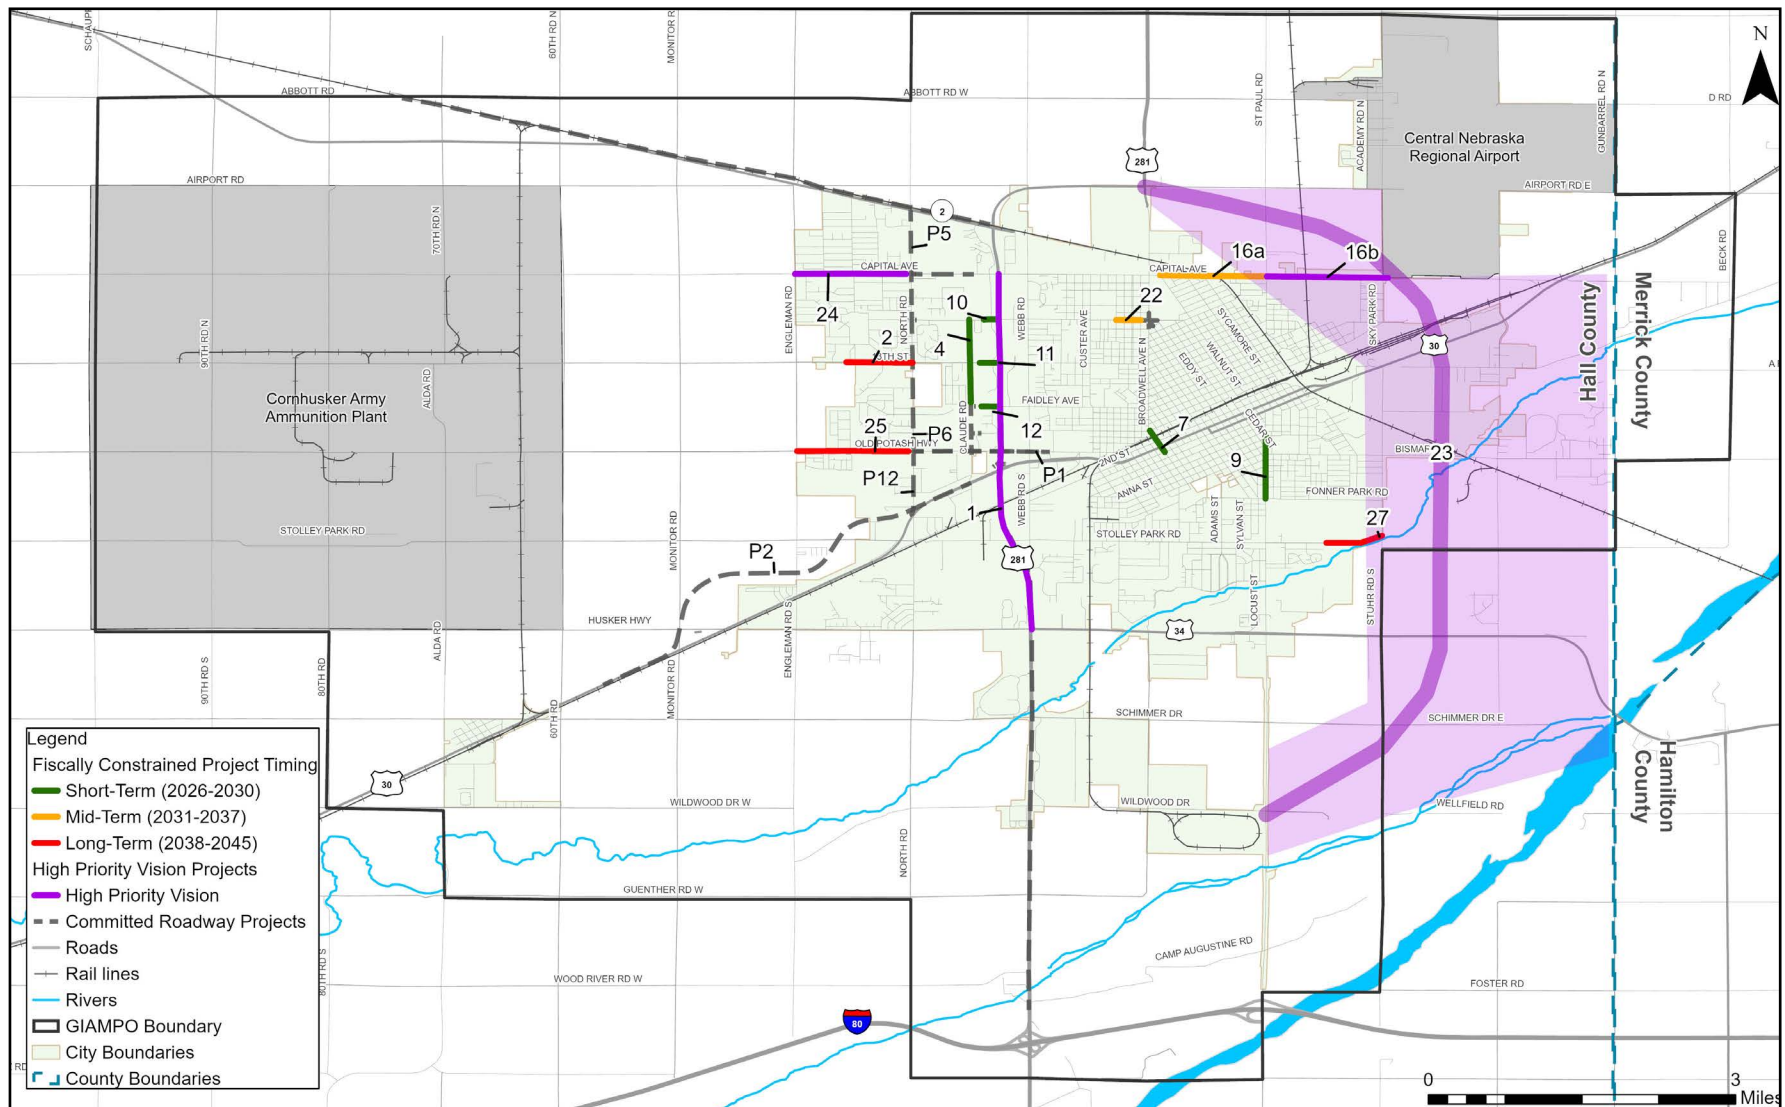 60TH RD N
MONITOR R
N
ABBOTT RD
ABBOTT RD W
ST PAUL RD
ACADEMY RD N
GUNBARREL RD N
D RD
Central Nebraska
Regional Airport
281
AIRPORT RD
AIRPORT RD E
70TH RD N
2
P5
BECK RD
CAPITAL AVE
CAPITAL AVE
16a
16b
24
ENGLEMAN RD
NORTH RD
10
WEBB RD
22
CUSTER AVE
SYCAMORE ST
SKY PARK RD
Hall County
Merrick County
90TH RD N
2
4
11
BROADWELL AVE N
WALNUT ST
EDDY ST
30
ALDA RD
Cornhusker Army
Ammunition Plant
FAIDLEY AVE
CLAUDE RD
25
P6
12
7
CEDAR ST
OLD POTASH HWY
2ND ST
BISMAR
23
9
P12
P1
ANNA ST
FONNER PARK RD
WEBB RD S
1
ADAMS ST
SYLVAN ST
27
STOLLEY PARK RD
STOLLEY PARK RD
MONITOR RD
P2
281
LOCUST ST
STUHR RD S
HUSKER HWY
ENGLEMAN RD S
34
ALDA RD
90TH RD S
80TH RD
MONITOR RD
60TH RD
SCHIMMER DR
SCHIMMER DR E
Hamilton
County
30
WILDWOOD DR W
WILDWOOD DR
WELLFIELD RD
NORTH RD
GUENTHER RD W
CAMP AUGUSTINE RD
80TH RD S
WOOD RIVER RD W
FOSTER RD
80
RD
Legend
Fiscally Constrained Project Timing
Short-Term (2026-2030)
Mid-Term (2031-2037)
Long-Term (2038-2045)
High Priority Vision Projects
High Priority Vision
Committed Roadway Projects
Roads
Rail lines
Rivers
GIAMPO Boundary
City Boundaries
County Boundaries
0
3
Miles